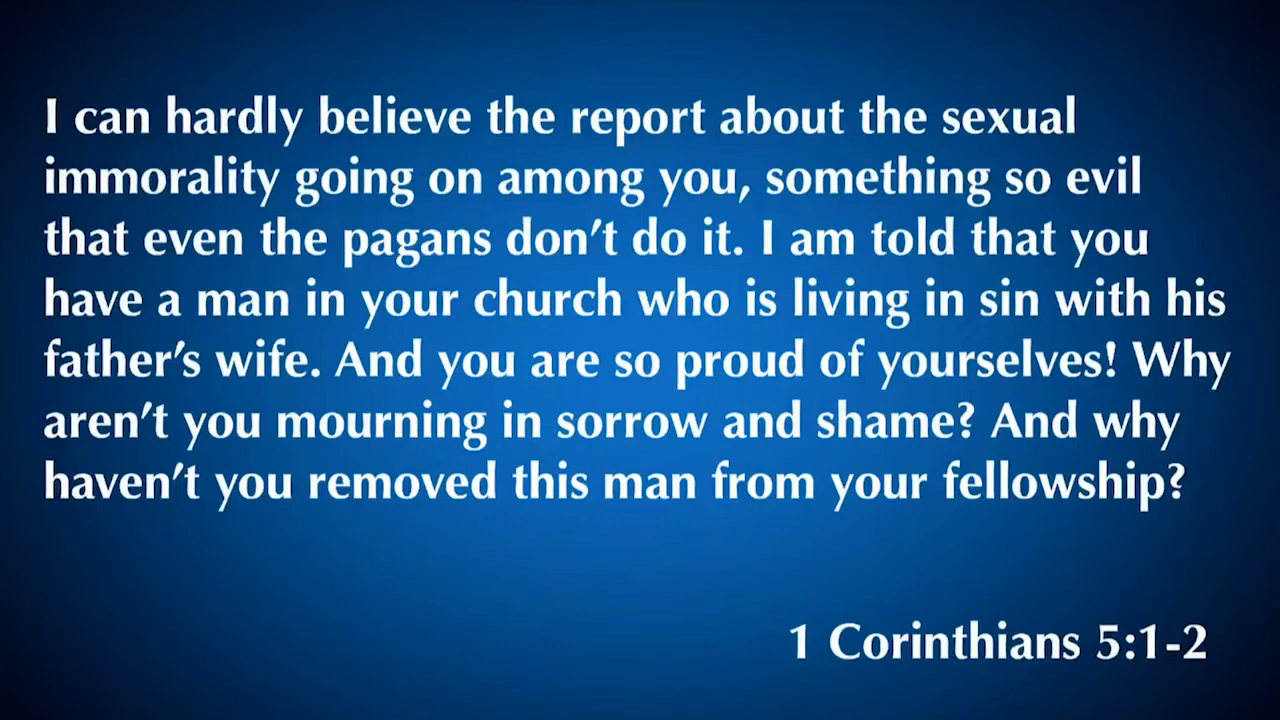 I can hardly believe the report about the sexual
immorality going on among you, something so evil
that even the pagans don’t do it. I am told that you
have a man in your church who is living in sin with his
father’s wife. And you are so proud of yourselves! Why
aren’t you mourning in sorrow and shame? And why
haven’t you removed this man from your fellowship?
1 Corinthians 5:1-2